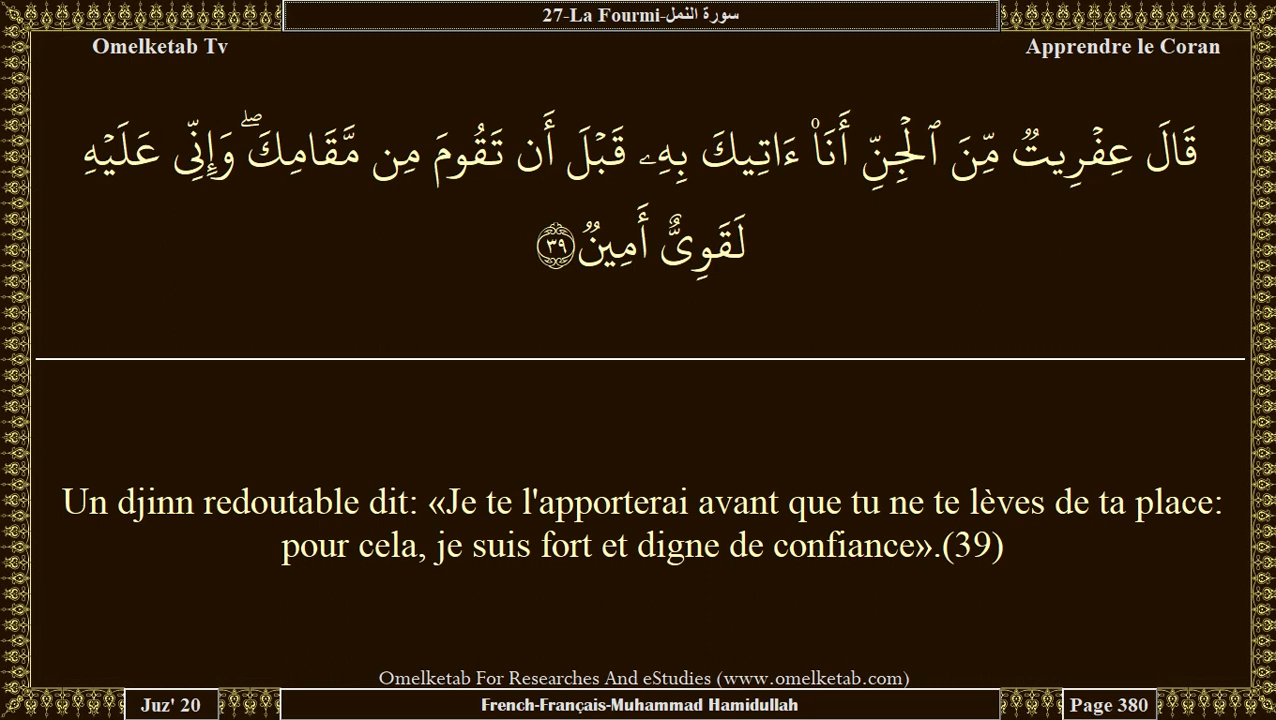 27-La Fourmi-سورة النمل
Omelketab Tv
Apprendre le Coran
قَالَ عِفۡرِيتٞ مِّنَ ٱلۡجِنِّ أَنَا۠ ءَاتِيكَ بِهِۦ قَبۡلَ أَن تَقُومَ مِن مَّقَامِكَۖ وَإِنِّي عَلَيۡهِ
لَقَوِيٌّ أَمِينٞ ٣٩
Un djinn redoutable dit: «Je te l'apporterai avant que tu ne te lèves de ta place:
pour cela, je suis fort et digne de confiance».(39)
Omelketab For Researches And eStudies (www.omelketab.com)
Juz' 20
French-Français-Muhammad Hamidullah
Page 380